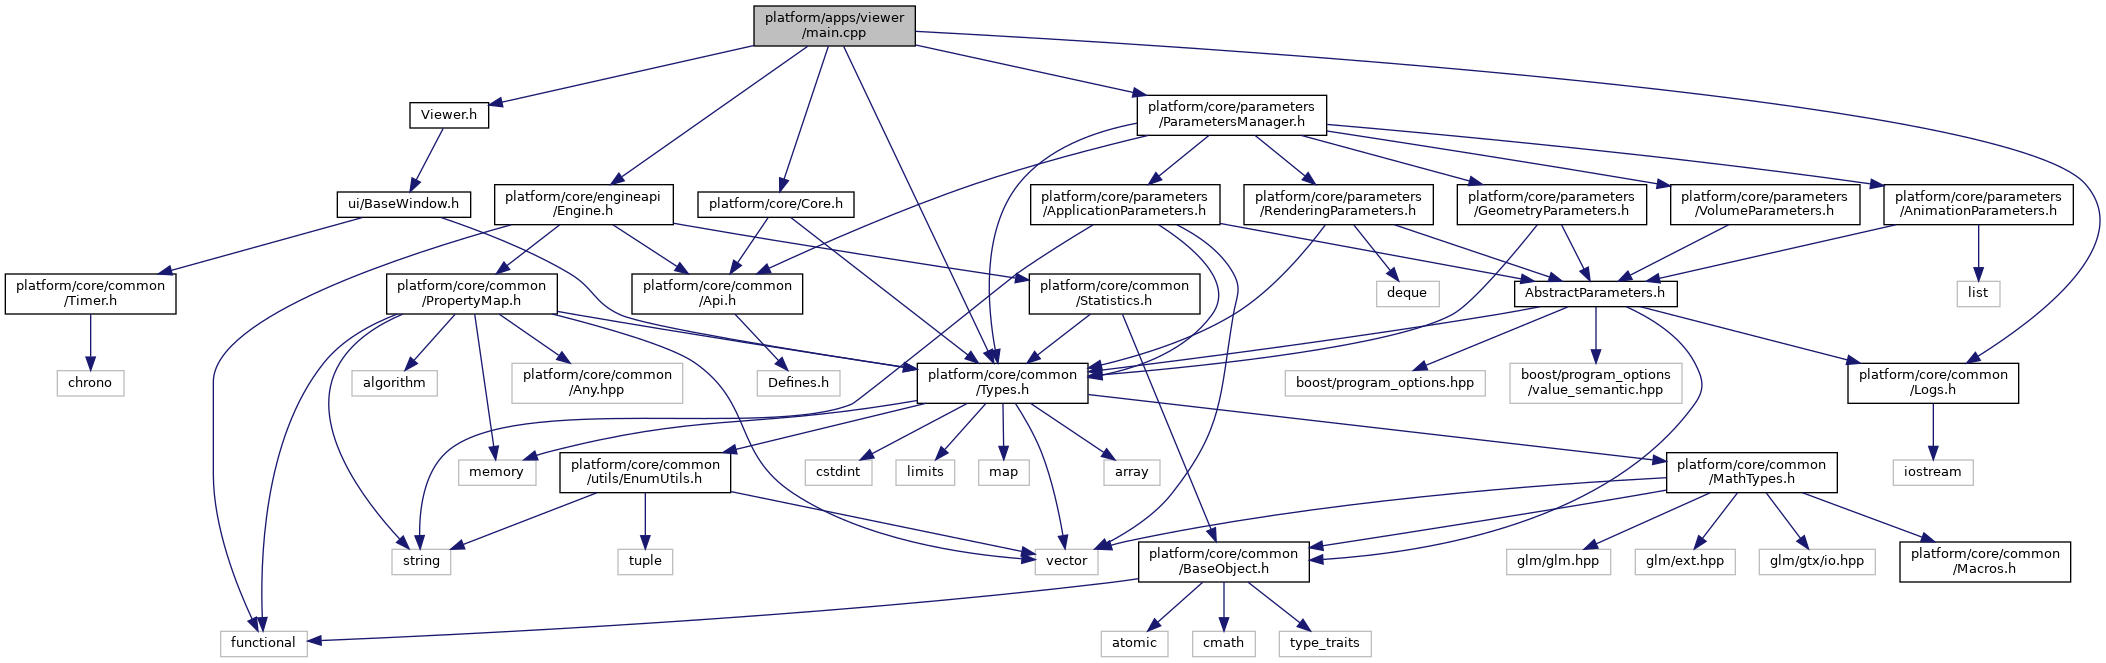 platform/apps/viewer
/main.cpp
Viewer.h
platform/core/parameters
/ParametersManager.h
ui/BaseWindow.h
platform/core/engineapi
/Engine.h
platform/core/Core.h
platform/core/parameters
/ApplicationParameters.h
platform/core/parameters
/RenderingParameters.h
platform/core/parameters
/GeometryParameters.h
platform/core/parameters
/VolumeParameters.h
platform/core/parameters
/AnimationParameters.h
platform/core/common
/Timer.h
platform/core/common
/PropertyMap.h
platform/core/common
/Api.h
platform/core/common
/Statistics.h
deque
AbstractParameters.h
list
chrono
algorithm
platform/core/common
/Any.hpp
Defines.h
platform/core/common
/Types.h
boost/program_options.hpp
boost/program_options
/value_semantic.hpp
platform/core/common
/Logs.h
memory
platform/core/common
/utils/EnumUtils.h
cstdint
limits
map
array
platform/core/common
/MathTypes.h
iostream
string
tuple
vector
platform/core/common
/BaseObject.h
glm/glm.hpp
glm/ext.hpp
glm/gtx/io.hpp
platform/core/common
/Macros.h
functional
atomic
cmath
type_traits